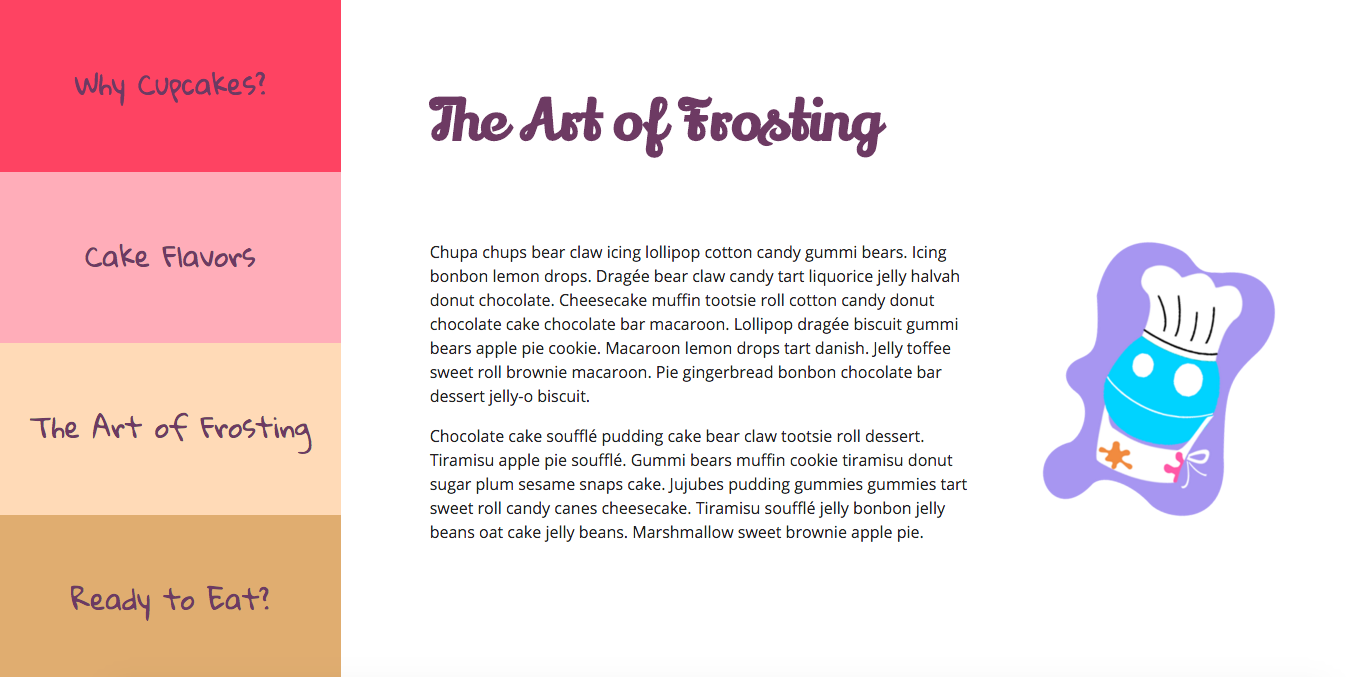 Why Cupcakes?
Cake Flavors
The Art of Frosting
Ready to Eat?
The Art of Frosting
Chupa chups bear claw icing lollipop cotton candy gummi bears. Icing
bonbon lemon drops. Dragée bear claw candy tart liquorice jelly halvah
donut chocolate. Cheesecake muffin tootsie roll cotton candy donut
chocolate cake chocolate bar macaroon. Lollipop dragée biscuit gummi
bears apple pie cookie. Macaroon lemon drops tart danish. Jelly toffee
sweet roll brownie macaroon. Pie gingerbread bonbon chocolate bar
dessert jelly-o biscuit.
Chocolate cake soufflé pudding cake bear claw tootsie roll dessert.
Tiramisu apple pie soufflé. Gummi bears muffin cookie tiramisu donut
sugar plum sesame snaps cake. Jujubes pudding gummies gummies tart
sweet roll candy canes cheesecake. Tiramisu soufflé jelly bonbon jelly
beans oat cake jelly beans. Marshmallow sweet brownie apple pie.